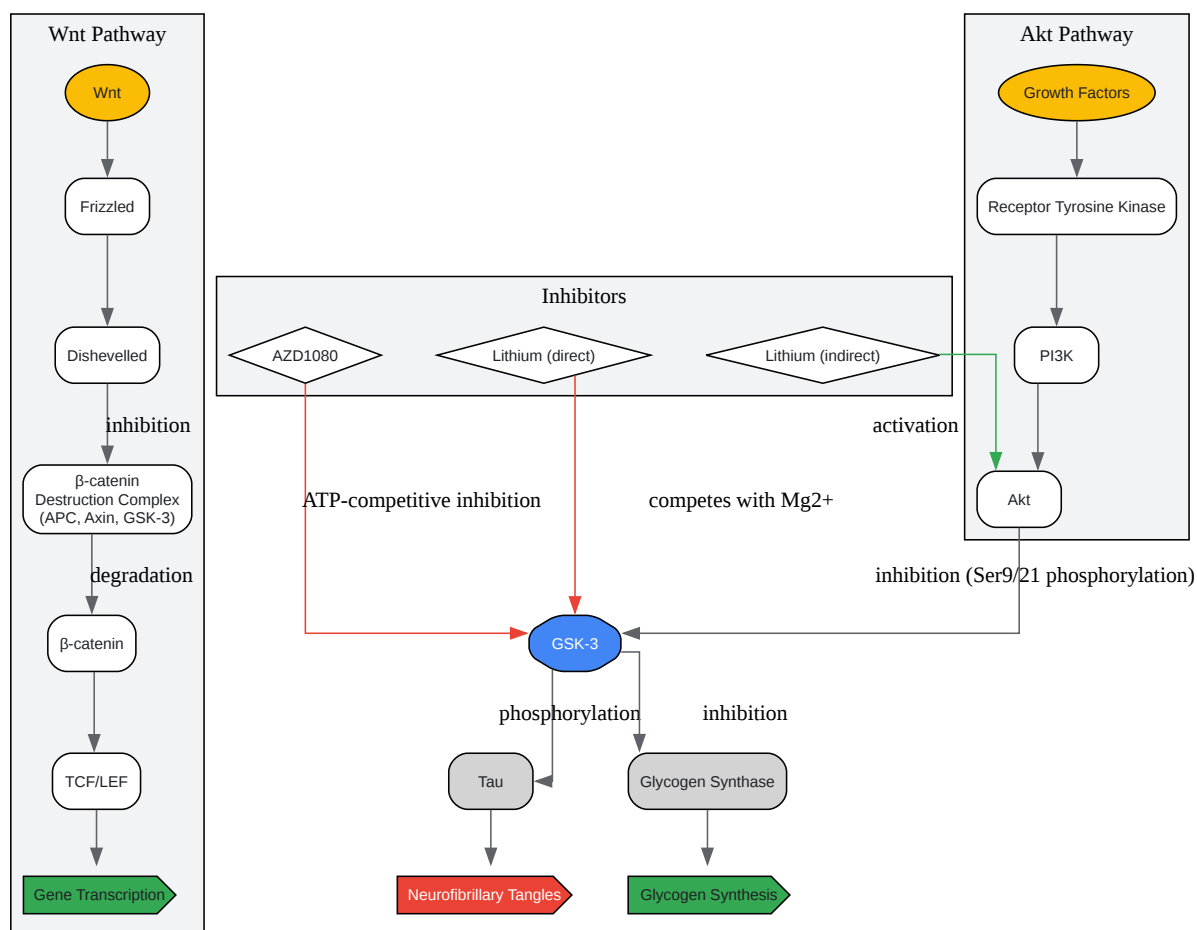 Wnt Pathway
Akt Pathway
Wnt
Growth Factors
Frizzled
Receptor Tyrosine Kinase
Inhibitors
Dishevelled
AZD1080
Lithium (direct)
Lithium (indirect)
PI3K
inhibition
activation
β-catenin
Destruction Complex
(APC, Axin, GSK-3)
ATP-competitive inhibition
competes with Mg2+
Akt
degradation
inhibition (Ser9/21 phosphorylation)
β-catenin
GSK-3
phosphorylation
inhibition
TCF/LEF
Tau
Glycogen Synthase
Gene Transcription
Neurofibrillary Tangles
Glycogen Synthesis